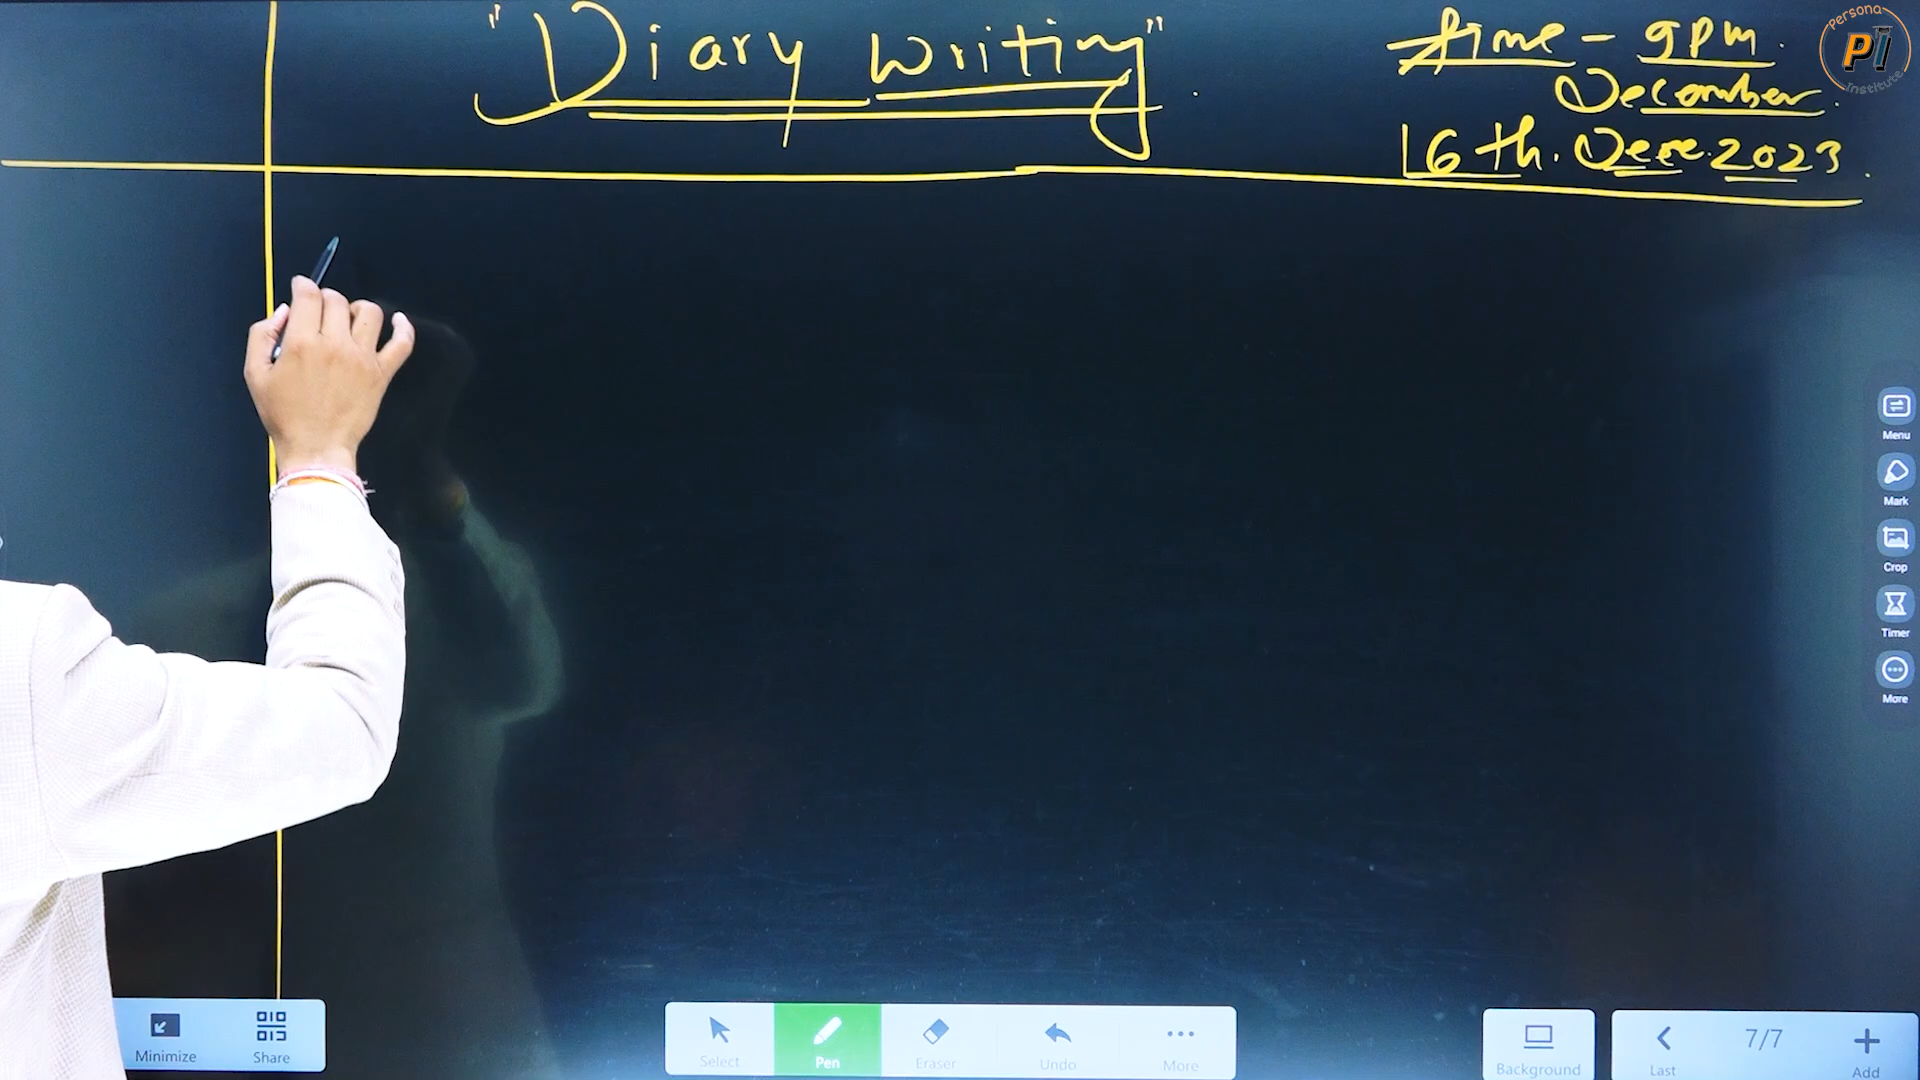 "Diary Writing"
Time - 9pm.
December.
16th. Dece. 2023.
Persona
PI
Institute
Menu
Mark
Crop
Timer
More
Minimize
Share
Select
Pen
Eraser
Undo
More
Background
Last
7/7
Add